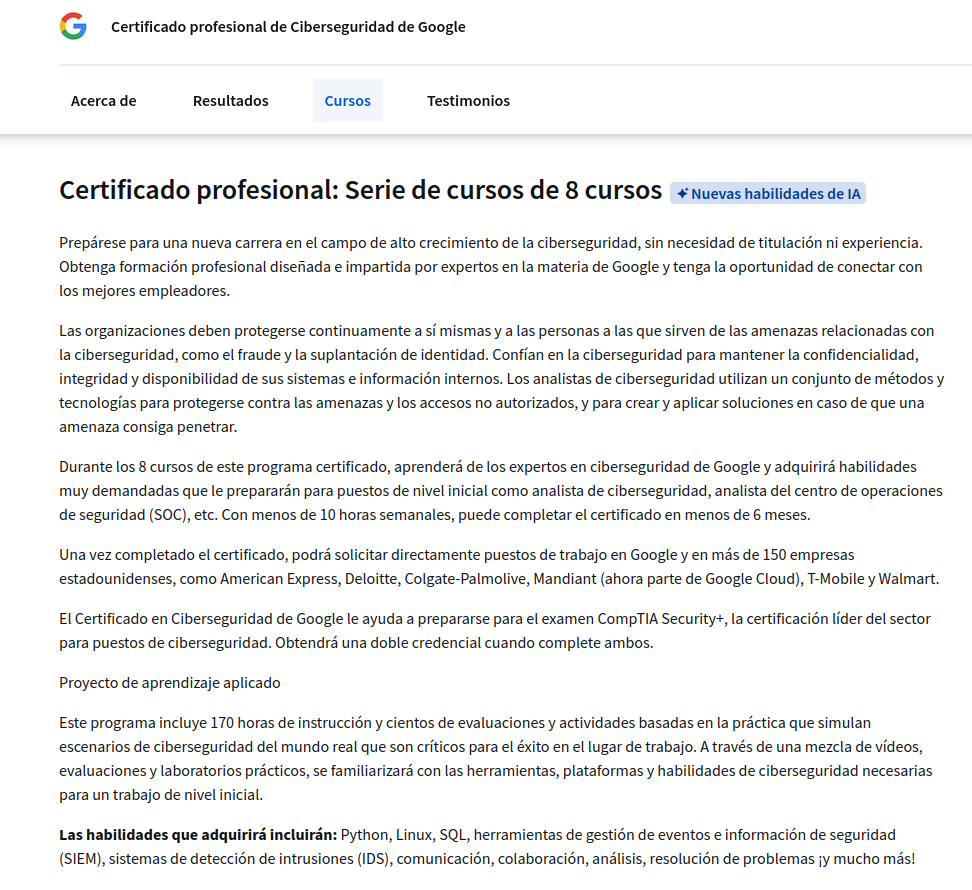 Certificado profesional de Ciberseguridad de Google
Acerca de
Resultados
Cursos
Testimonios
Certificado profesional: Serie de cursos de 8 cursos
Nuevas habilidades de IA
Prepárese para una nueva carrera en el campo de alto crecimiento de la ciberseguridad, sin necesidad de titulación ni experiencia.
Obtenga formación profesional diseñada e impartida por expertos en la materia de Google y tenga la oportunidad de conectar con
los mejores empleadores.
Las organizaciones deben protegerse continuamente a sí mismas y a las personas a las que sirven de las amenazas relacionadas con
la ciberseguridad, como el fraude y la suplantación de identidad. Confían en la ciberseguridad para mantener la confidencialidad,
integridad y disponibilidad de sus sistemas e información internos. Los analistas de ciberseguridad utilizan un conjunto de métodos y
tecnologías para protegerse contra las amenazas y los accesos no autorizados, y para crear y aplicar soluciones en caso de que una
amenaza consiga penetrar.
Durante los 8 cursos de este programa certificado, aprenderá de los expertos en ciberseguridad de Google y adquirirá habilidades
muy demandadas que le prepararán para puestos de nivel inicial como analista de ciberseguridad, analista del centro de operaciones
de seguridad (SOC), etc. Con menos de 10 horas semanales, puede completar el certificado en menos de 6 meses.
Una vez completado el certificado, podrá solicitar directamente puestos de trabajo en Google y en más de 150 empresas
estadounidenses, como American Express, Deloitte, Colgate-Palmolive, Mandiant (ahora parte de Google Cloud), T-Mobile y Walmart.
El Certificado en Ciberseguridad de Google le ayuda a prepararse para el examen CompTIA Security+, la certificación líder del sector
para puestos de ciberseguridad. Obtendrá una doble credencial cuando complete ambos.
Proyecto de aprendizaje aplicado
Este programa incluye 170 horas de instrucción y cientos de evaluaciones y actividades basadas en la práctica que simulan
escenarios de ciberseguridad del mundo real que son críticos para el éxito en el lugar de trabajo. A través de una mezcla de vídeos,
evaluaciones y laboratorios prácticos, se familiarizará con las herramientas, plataformas y habilidades de ciberseguridad necesarias
para un trabajo de nivel inicial.
Las habilidades que adquirirá incluirán: Python, Linux, SQL, herramientas de gestión de eventos e información de seguridad
(SIEM), sistemas de detección de intrusiones (IDS), comunicación, colaboración, análisis, resolución de problemas ¡y mucho más!